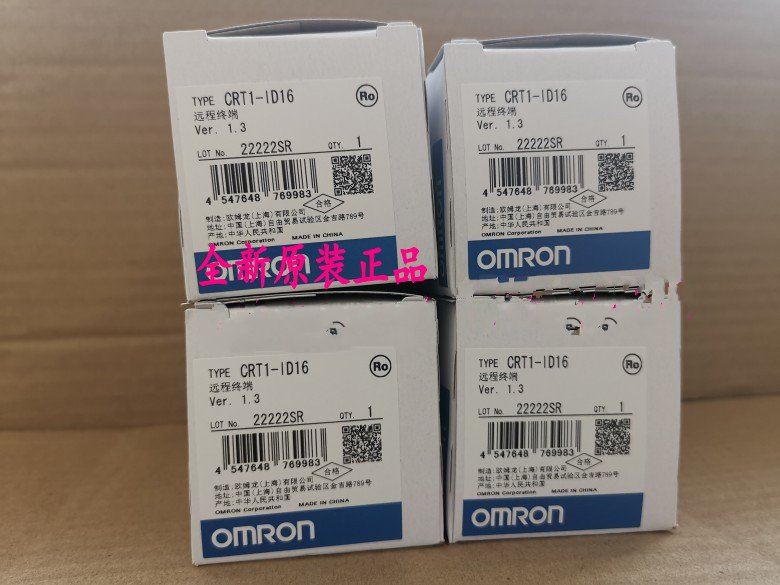 TYPE CRT1-ID16
Ro
远程终端
Ver. 1.3
LOT No. 22222SR QTY. 1
4 547648 769983
合格
制造: 欧姆龙(上海)有限公司
地址: 中国(上海)自由贸易试验区金吉路789号
产地: 中华人民共和国
OMRON Corporation MADE IN CHINA
OMRON
TYPE CRT1-ID16
Ro
远程终端
Ver. 1.3
LOT No. 22222SR QTY. 1
4 547648 769983
合格
制造: 欧姆龙(上海)有限公司
地址: 中国(上海)自由贸易试验区金吉路789号
产地: 中华人民共和国
OMRON Corporation MADE IN CHINA
OMRON
全新原装正品
TYPE CRT1-ID16
Ro
远程终端
Ver. 1.3
LOT No. 22222SR QTY. 1
4 547648 769983
合格
制造: 欧姆龙(上海)有限公司
地址: 中国(上海)自由贸易试验区金吉路789号
产地: 中华人民共和国
OMRON Corporation MADE IN CHINA
OMRON
TYPE CRT1-ID16
Ro
远程终端
Ver. 1.3
LOT No. 22222SR QTY. 1
4 547648 769983
合格
制造: 欧姆龙(上海)有限公司
地址: 中国(上海)自由贸易试验区金吉路789号
产地: 中华人民共和国
OMRON Corporation MADE IN CHINA
OMRON